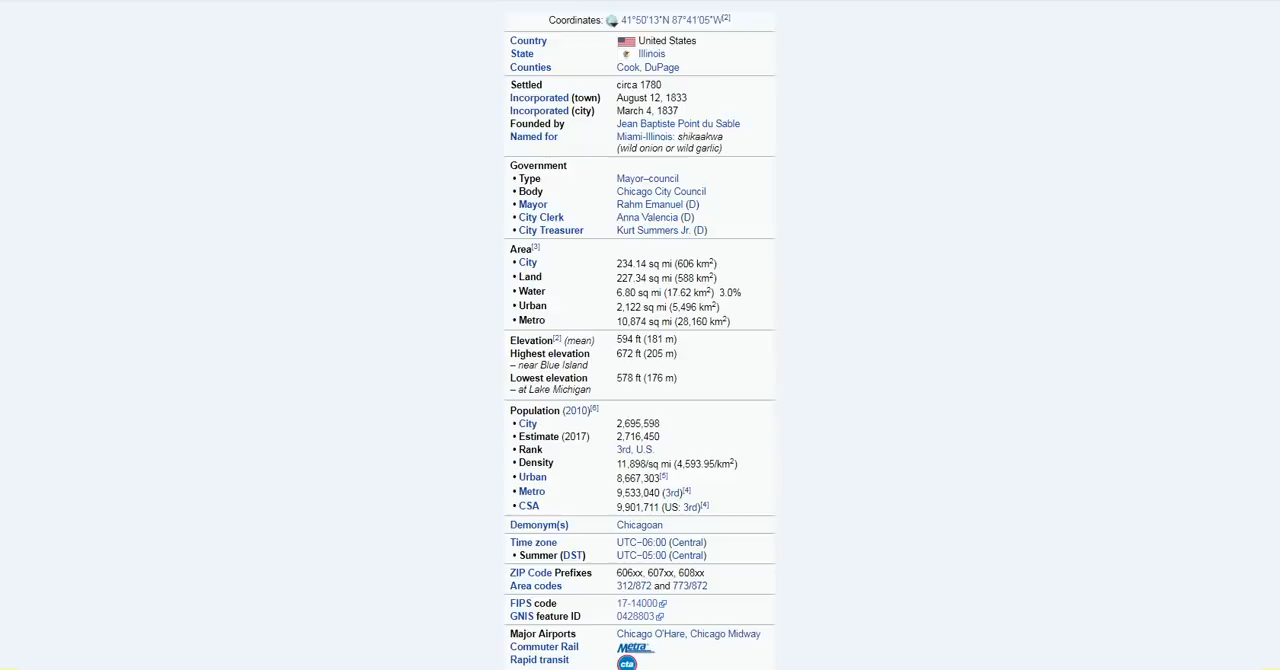 Coordinates: 41°50′13″N 87°41′05″W[2]
Country United States
State Illinois
Counties Cook, DuPage
Settled circa 1780
Incorporated (town) August 12, 1833
Incorporated (city) March 4, 1837
Founded by Jean Baptiste Point du Sable
Named for Miami-Illinois: shikaakwa
(wild onion or wild garlic)
Government
• Type Mayor–council
• Body Chicago City Council
• Mayor Rahm Emanuel (D)
• City Clerk Anna Valencia (D)
• City Treasurer Kurt Summers Jr. (D)
Area[3]
• City 234.14 sq mi (606 km2)
• Land 227.34 sq mi (588 km2)
• Water 6.80 sq mi (17.62 km2) 3.0%
• Urban 2,122 sq mi (5,496 km2)
• Metro 10,874 sq mi (28,160 km2)
Elevation[2] (mean) 594 ft (181 m)
Highest elevation 672 ft (205 m)
– near Blue Island
Lowest elevation 578 ft (176 m)
– at Lake Michigan
Population (2010)[6]
• City 2,695,598
• Estimate (2017) 2,716,450
• Rank 3rd, U.S.
• Density 11,898/sq mi (4,593.95/km2)
• Urban 8,667,303[5]
• Metro 9,533,040 (3rd)[4]
• CSA 9,901,711 (US: 3rd)[4]
Demonym(s) Chicagoan
Time zone UTC−06:00 (Central)
• Summer (DST) UTC−05:00 (Central)
ZIP Code Prefixes 606xx, 607xx, 608xx
Area codes 312/872 and 773/872
FIPS code 17-14000
GNIS feature ID 0428803
Major Airports Chicago O'Hare, Chicago Midway
Commuter Rail Metra
Rapid transit cta